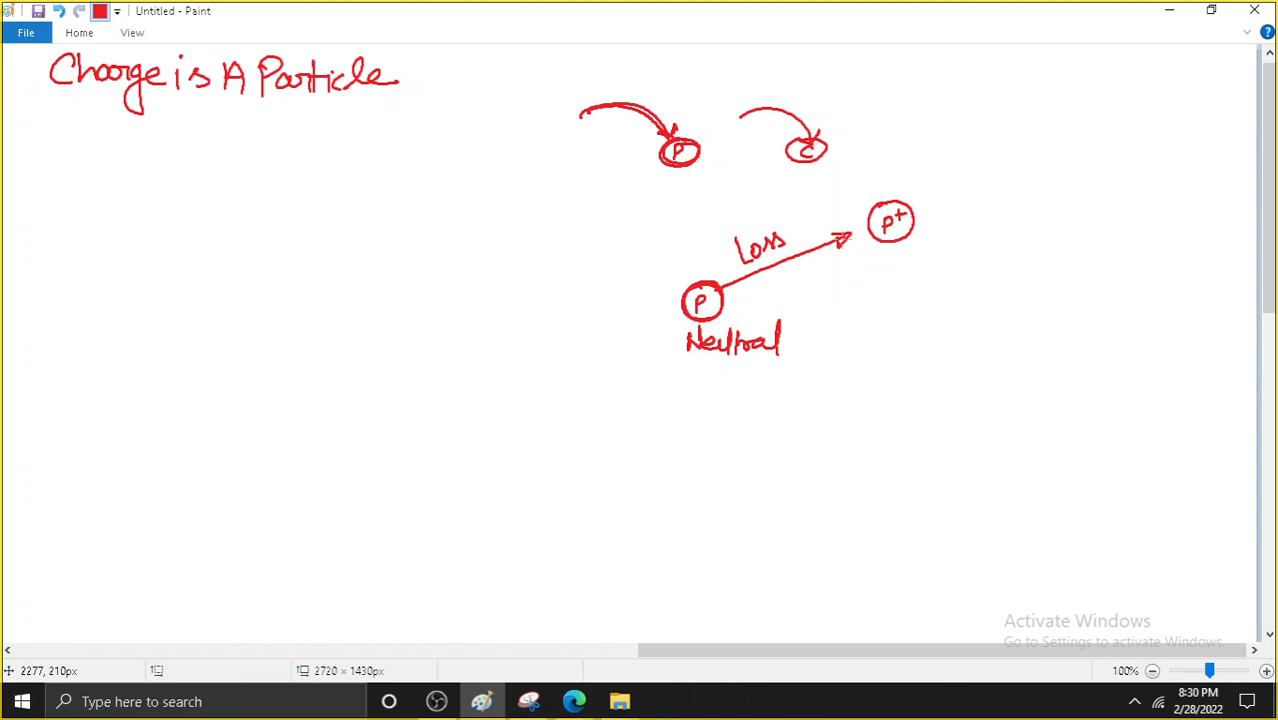 Untitled - Paint
File Home View
Charge is A Particle
P C
P+
Loss
P
Neutral
Activate Windows
Go to Settings to activate Windows.
2277, 210px 2720 × 1430px 100%
Type here to search
8:30 PM
2/28/2022